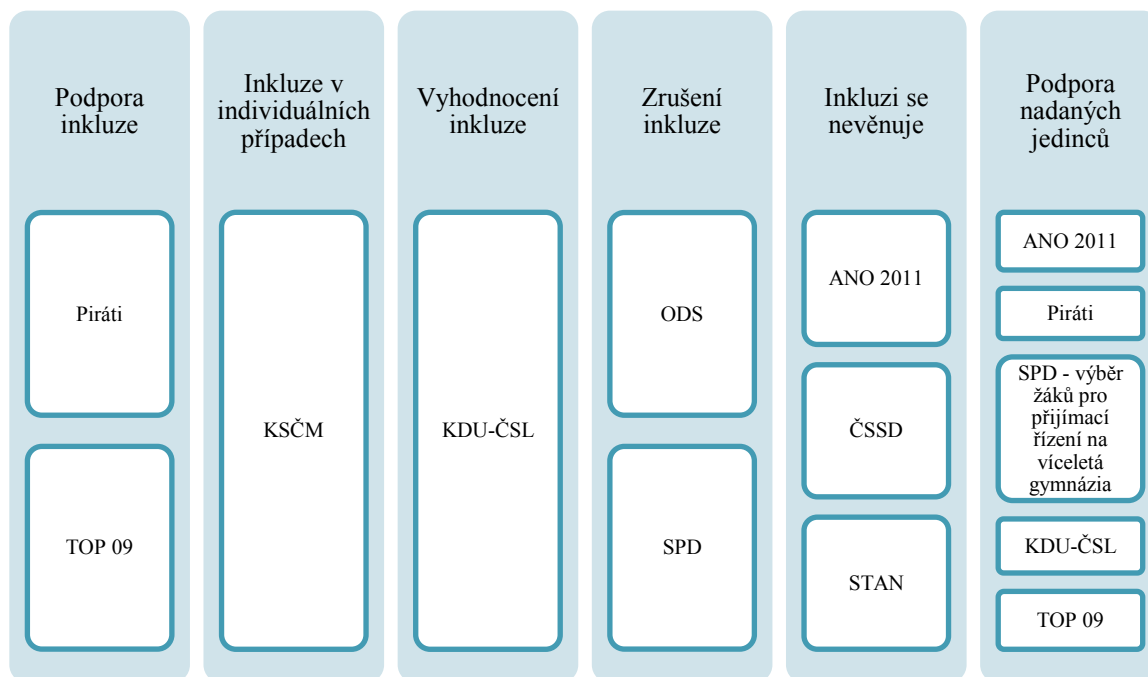 Podpora
inkluze
Piráti
TOP 09
Inkluze v
individuálních
případech
KSČM
Vyhodnocení
inkluze
KDU-ČSL
Zrušení
inkluze
ODS
SPD
Inkluzi se
nevěnuje
ANO 2011
ČSSD
STAN
Podpora
nadaných
jedinců
ANO 2011
Piráti
SPD - výběr
žáků pro
přijímací
řízení na
víceletá
gymnázia
KDU-ČSL
TOP 09